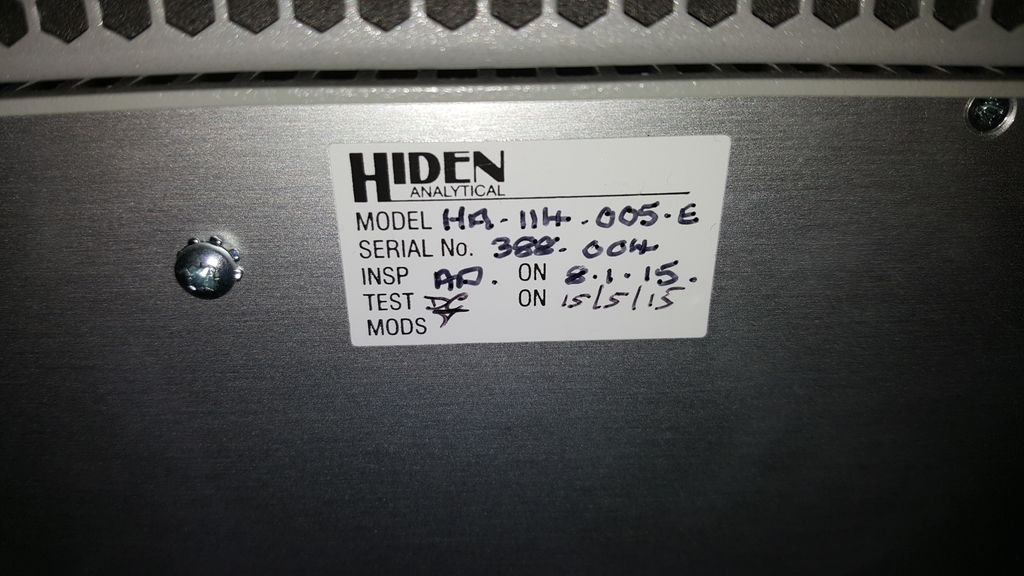 HIDEN
ANALYTICAL
MODEL HA-114.005.E
SERIAL No. 388.004
INSP AD. ON 8.1.15.
TEST ON 15/5/15
MODS